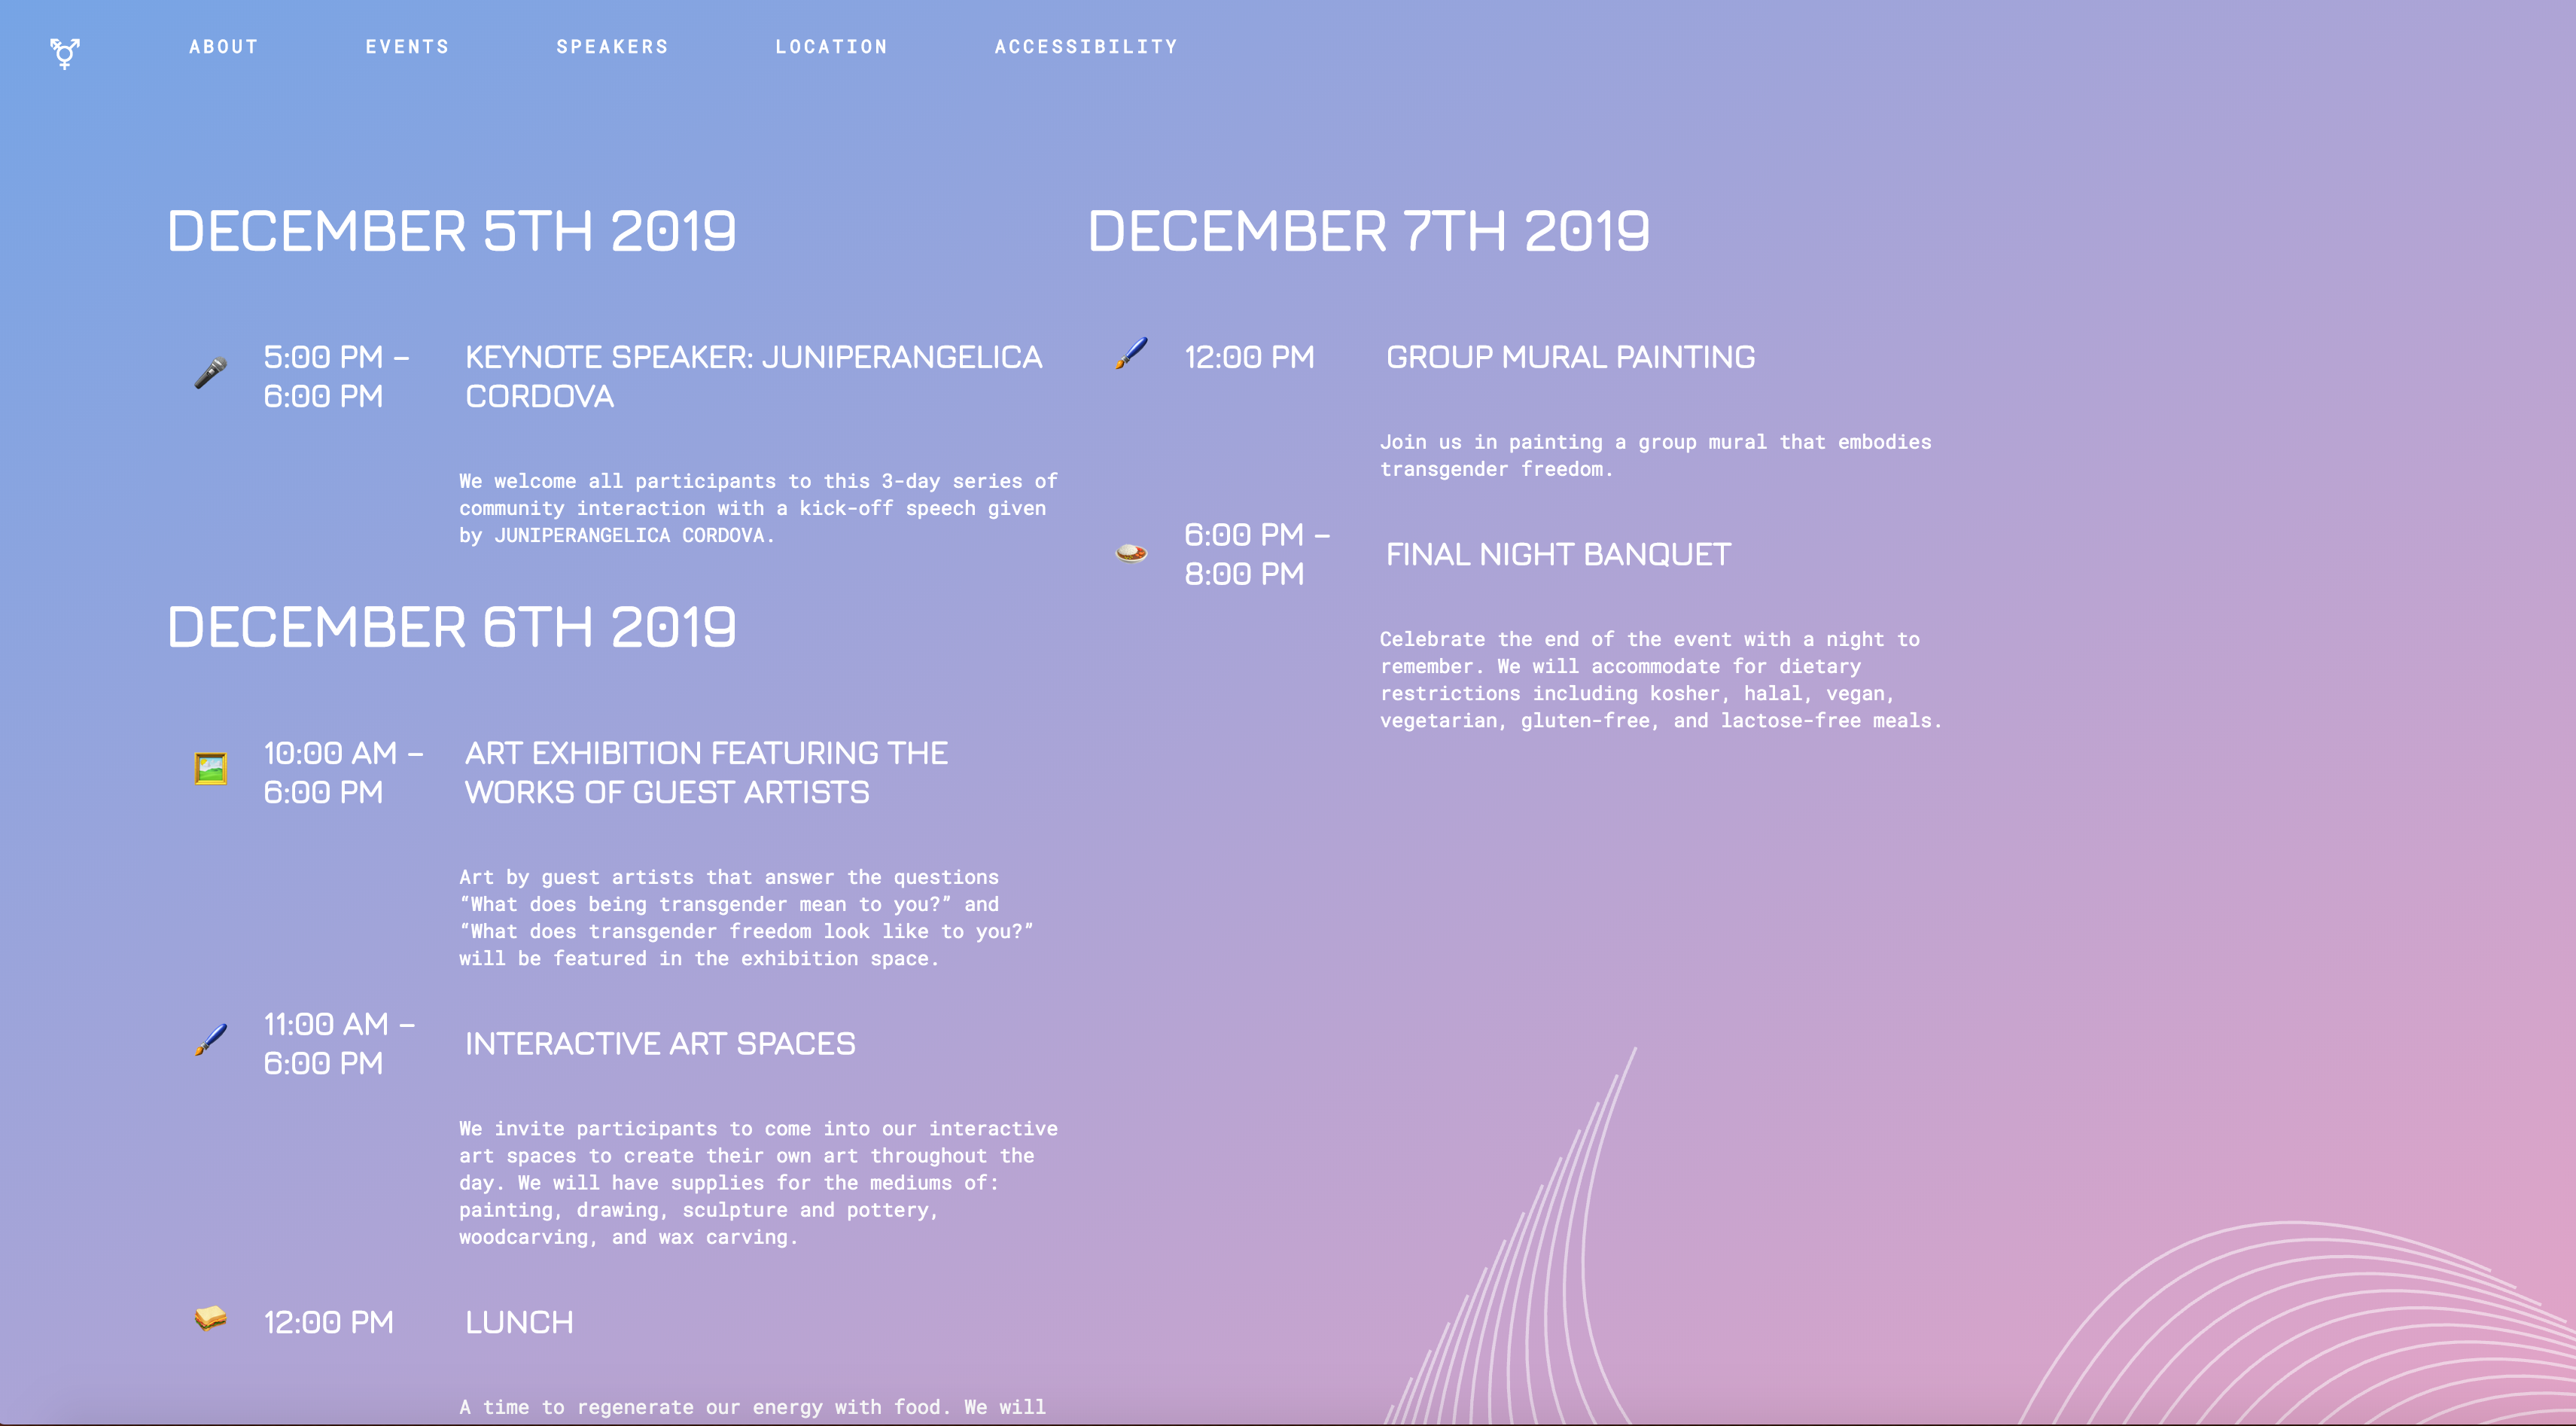 ABOUT EVENTS SPEAKERS LOCATION ACCESSIBILITY
DECEMBER 5TH 2019
5:00 PM –
6:00 PM
KEYNOTE SPEAKER: JUNIPERANGELICA
CORDOVA
We welcome all participants to this 3-day series of
community interaction with a kick-off speech given
by JUNIPERANGELICA CORDOVA.
DECEMBER 6TH 2019
10:00 AM –
6:00 PM
ART EXHIBITION FEATURING THE
WORKS OF GUEST ARTISTS
Art by guest artists that answer the questions
“What does being transgender mean to you?” and
“What does transgender freedom look like to you?”
will be featured in the exhibition space.
11:00 AM –
6:00 PM
INTERACTIVE ART SPACES
We invite participants to come into our interactive
art spaces to create their own art throughout the
day. We will have supplies for the mediums of:
painting, drawing, sculpture and pottery,
woodcarving, and wax carving.
12:00 PM
LUNCH
A time to regenerate our energy with food. We will
DECEMBER 7TH 2019
12:00 PM
GROUP MURAL PAINTING
Join us in painting a group mural that embodies
transgender freedom.
6:00 PM –
8:00 PM
FINAL NIGHT BANQUET
Celebrate the end of the event with a night to
remember. We will accommodate for dietary
restrictions including kosher, halal, vegan,
vegetarian, gluten-free, and lactose-free meals.